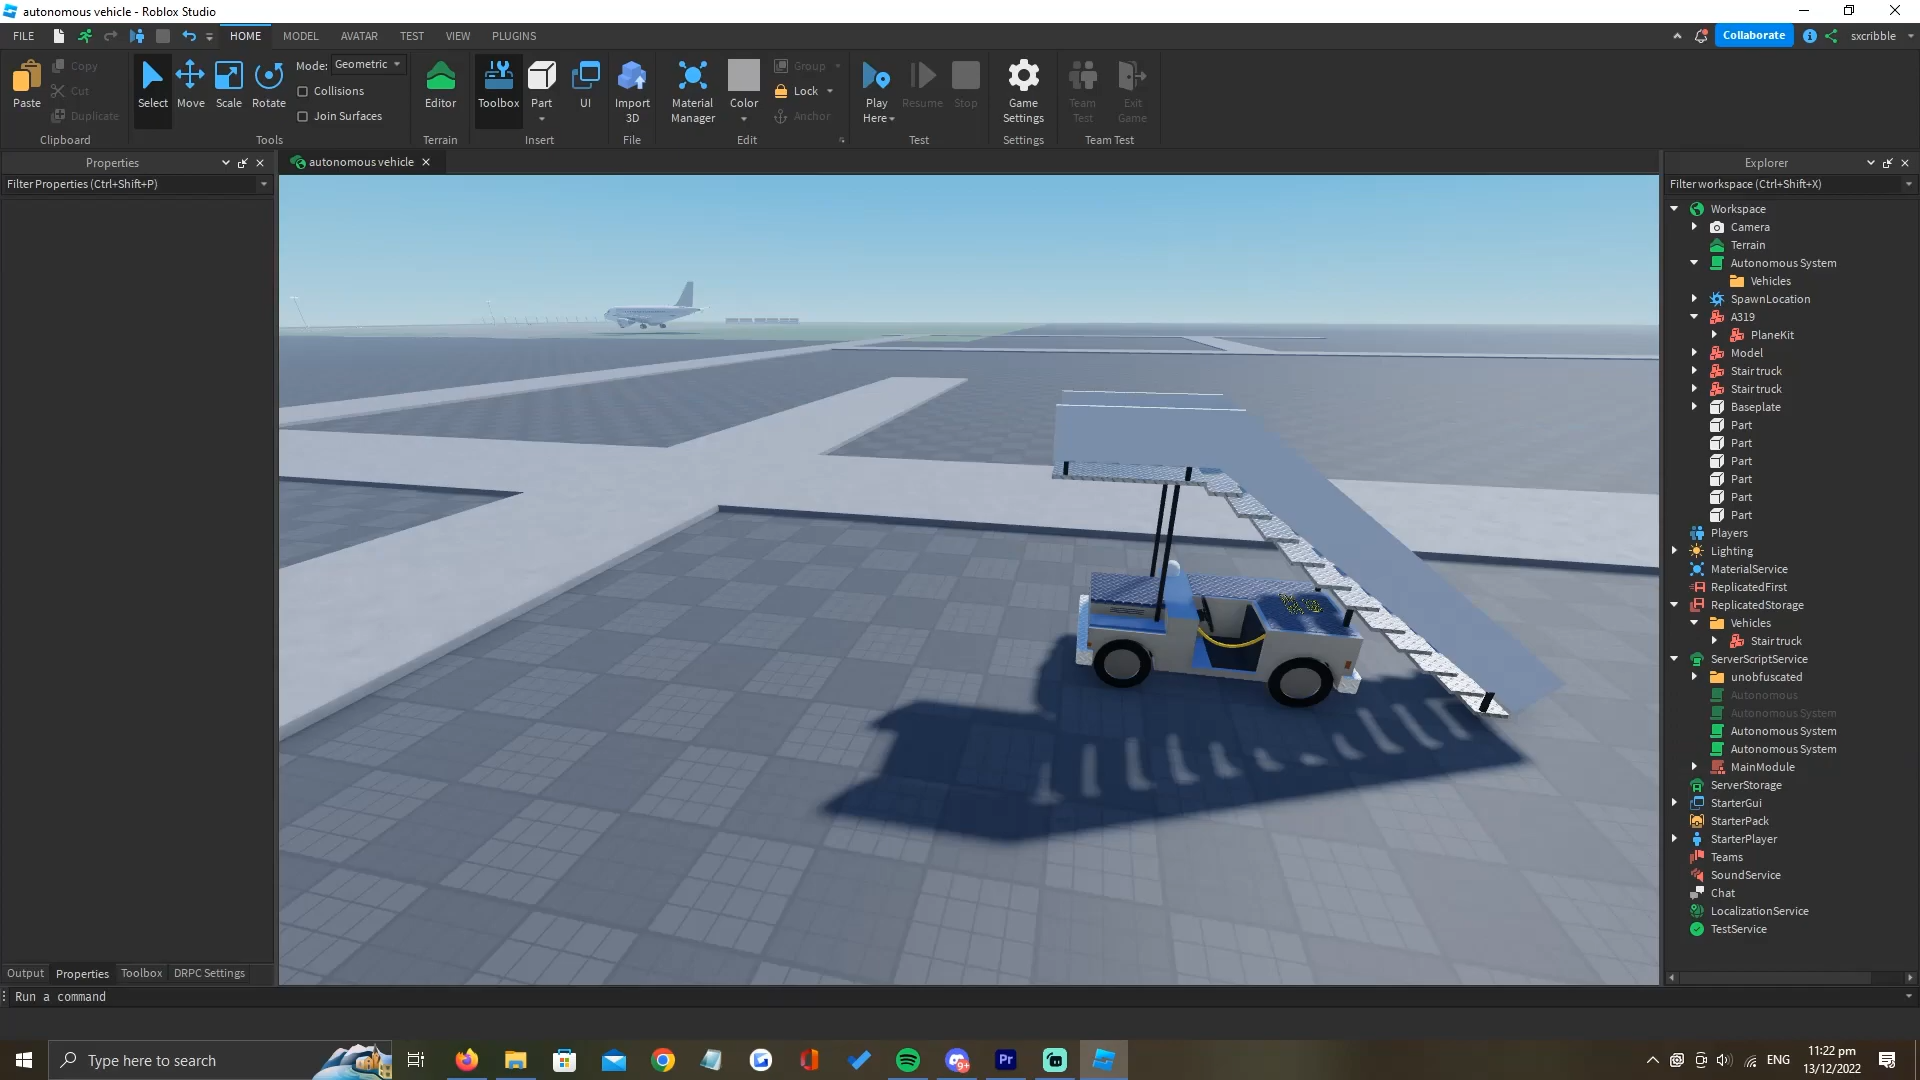 autonomous vehicle - Roblox Studio
FILE HOME MODEL AVATAR TEST VIEW PLUGINS Collaborate sxcribble
Paste Copy Cut Duplicate Clipboard
Select Move Scale Rotate Mode: Geometric Collisions Join Surfaces Tools
Editor Terrain
Toolbox Part UI Insert
Import 3D File
Material Manager Color Group Lock Anchor Edit
Play Here Resume Stop Test
Game Settings Settings
Team Test Exit Game Team Test
Properties
Filter Properties (Ctrl+Shift+P)
autonomous vehicle
Explorer
Filter workspace (Ctrl+Shift+X)
Workspace
Camera
Terrain
Autonomous System
Vehicles
SpawnLocation
A319
PlaneKit
Model
Stair truck
Stair truck
Baseplate
Part
Part
Part
Part
Part
Part
Players
Lighting
MaterialService
ReplicatedFirst
ReplicatedStorage
Vehicles
Stair truck
ServerScriptService
unobfuscated
Autonomous
Autonomous System
Autonomous System
Autonomous System
MainModule
ServerStorage
StarterGui
StarterPack
StarterPlayer
Teams
SoundService
Chat
LocalizationService
TestService
Output Properties Toolbox DRPC Settings
Run a command
Type here to search
9+
Pr
ENG
11:22 pm
13/12/2022